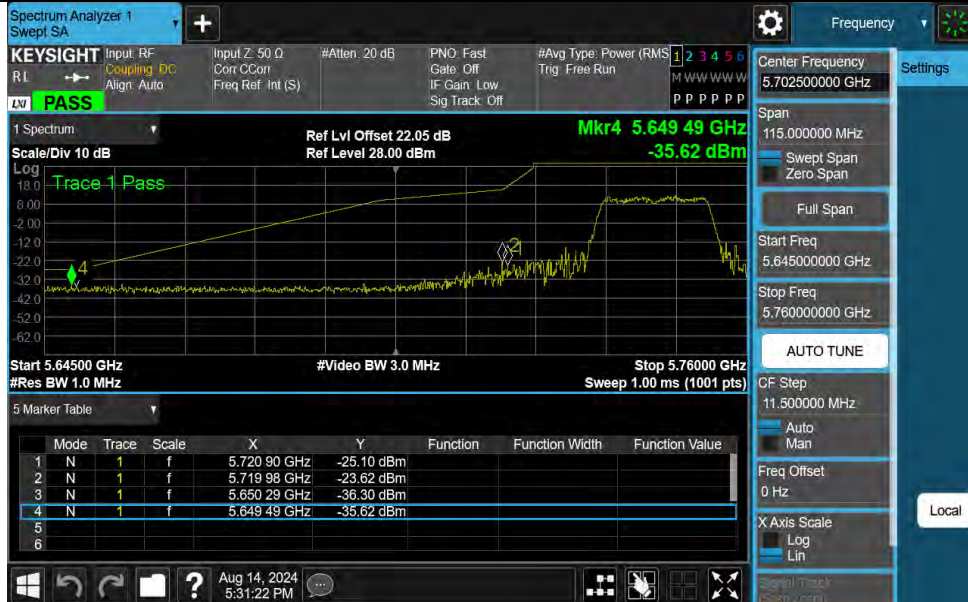 Spectrum Analyzer 1
Swept SA
Frequency
KEYSIGHT
Input: RF
Input Z: 50 Ω
#Atten: 20 dB
PNO: Fast
#Avg Type: Power (RMS
1 2 3 4 5 6
RL
Coupling: DC
Corr CCorr
Gate: Off
Trig: Free Run
Align: Auto
Freq Ref: Int (S)
IF Gain: Low
M W W W W W
Sig Track: Off
P P P P P P
LXI PASS
Settings
Center Frequency
5.702500000 GHz
1 Spectrum
Ref Lvl Offset 22.05 dB
Mkr4 5.649 49 GHz
Scale/Div 10 dB
Ref Level 28.00 dBm
-35.62 dBm
Span
115.000000 MHz
Swept Span
Zero Span
Log
Trace 1 Pass
18.0
8.00
-2.00
-12.0
-22.0
-32.0
-42.0
-52.0
-62.0
4
2
Full Span
Start Freq
5.645000000 GHz
Stop Freq
5.760000000 GHz
AUTO TUNE
Start 5.64500 GHz
#Video BW 3.0 MHz
Stop 5.76000 GHz
#Res BW 1.0 MHz
Sweep 1.00 ms (1001 pts)
CF Step
11.500000 MHz
Auto
Man
5 Marker Table
Mode Trace Scale X Y Function Function Width Function Value
1 N 1 f 5.720 90 GHz -25.10 dBm
2 N 1 f 5.719 98 GHz -23.62 dBm
3 N 1 f 5.650 29 GHz -36.30 dBm
4 N 1 f 5.649 49 GHz -35.62 dBm
5
6
Freq Offset
0 Hz
Local
X Axis Scale
Log
Lin
Signal Track
(Span Zoom)
?
Aug 14, 2024
5:31:22 PM